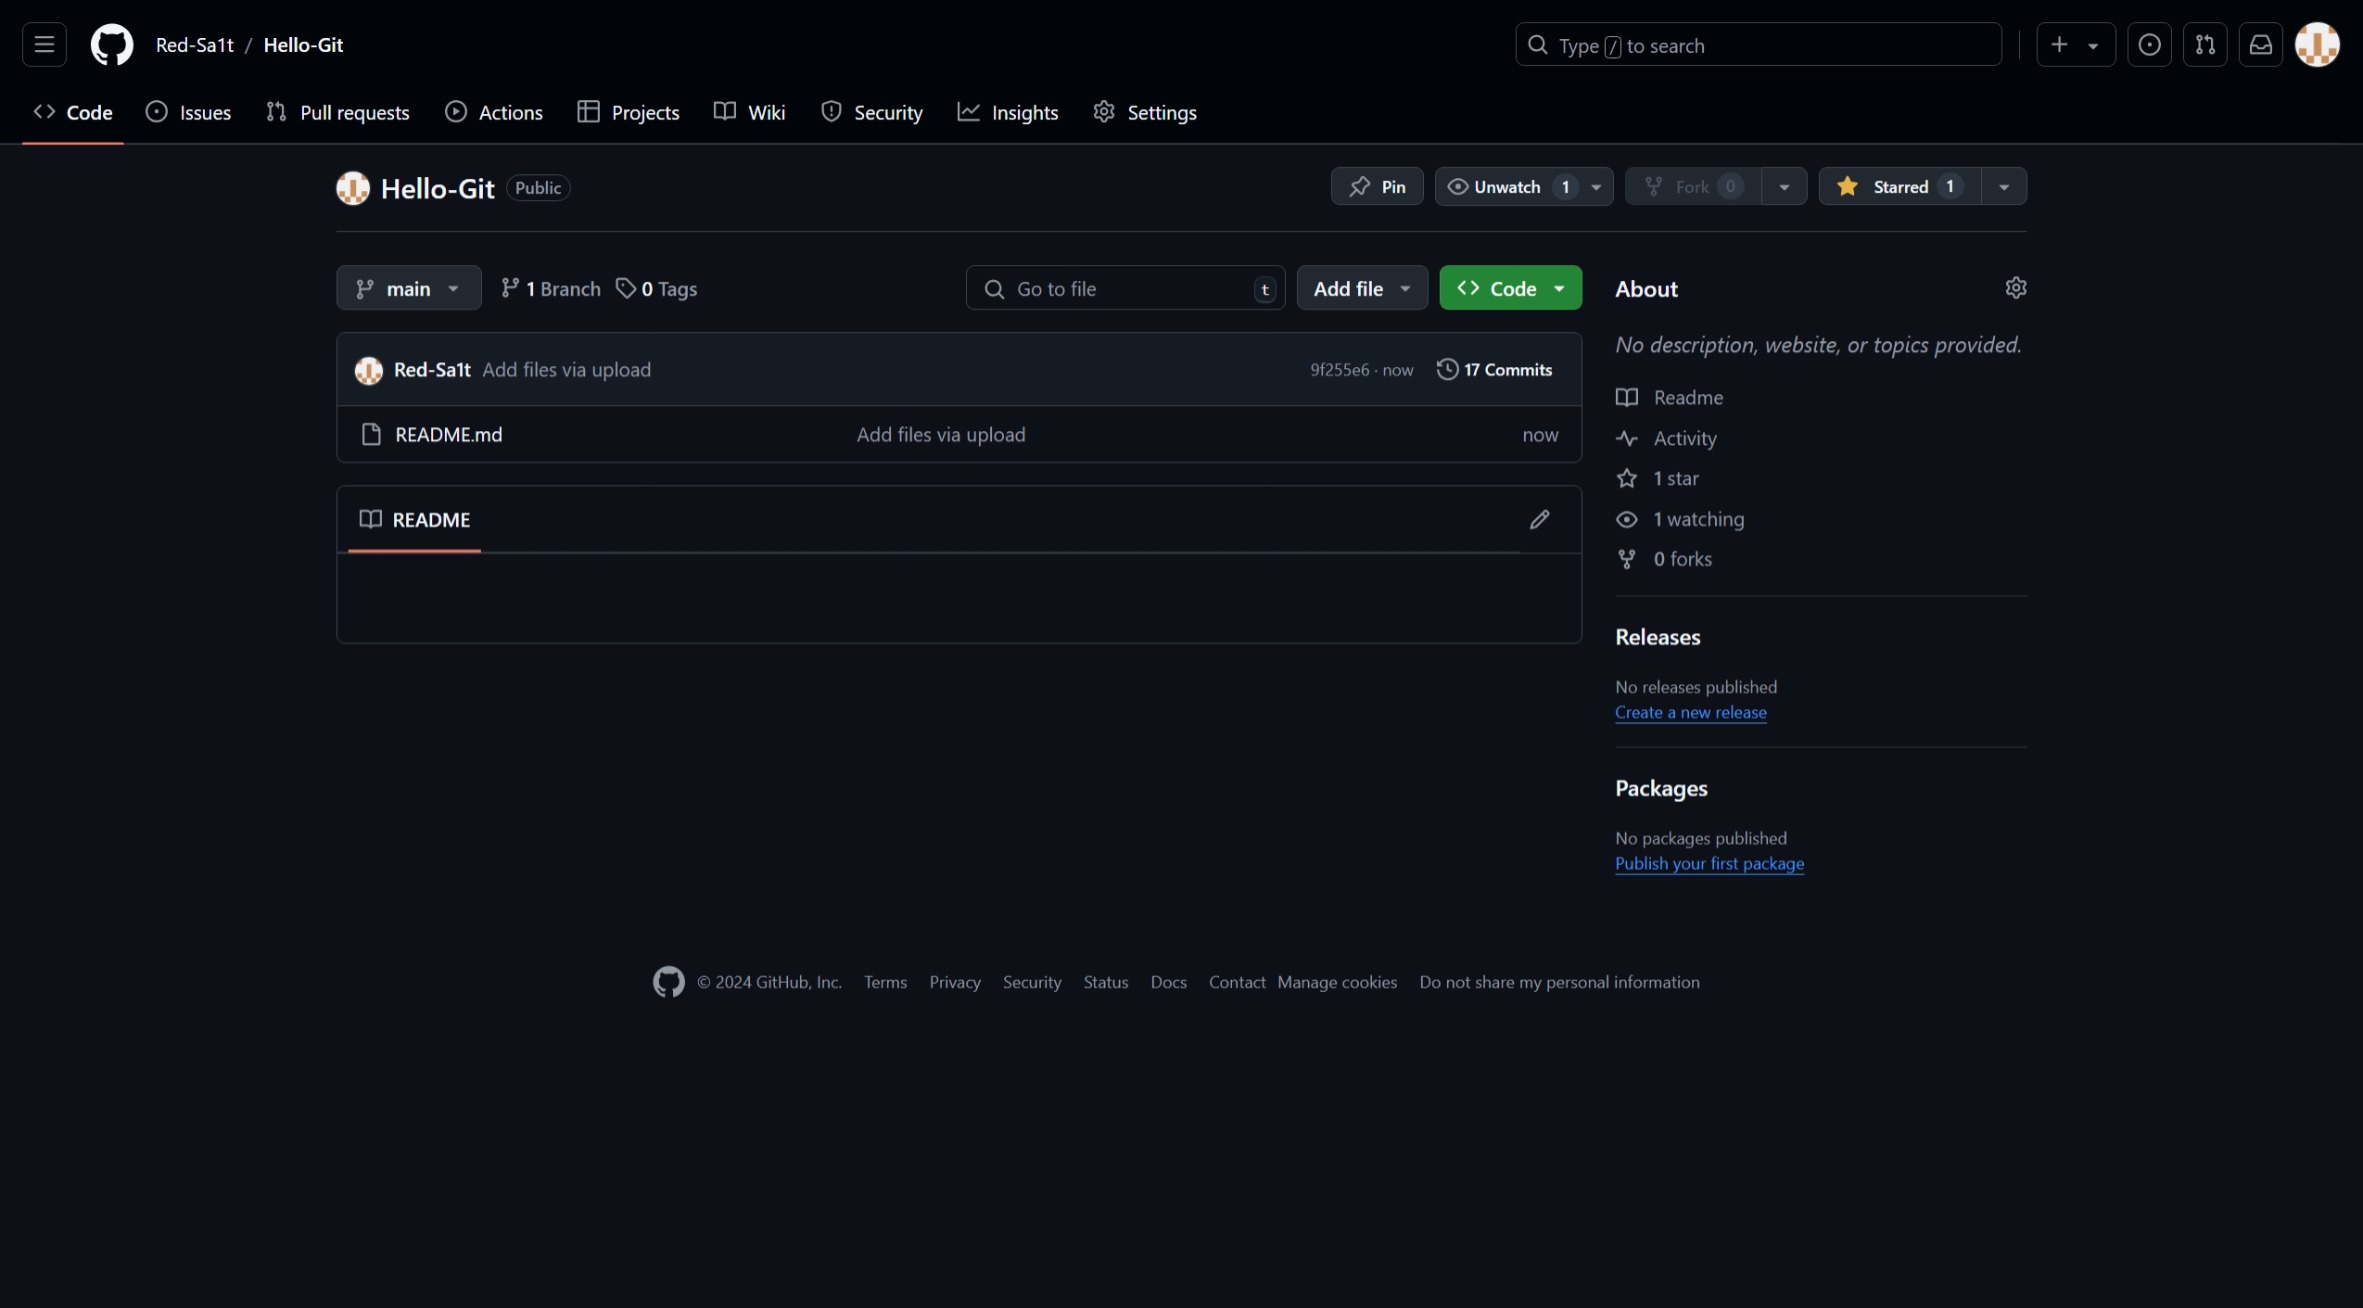 Red-Sa1t / Hello-Git
Type / to search
Code Issues Pull requests Actions Projects Wiki Security Insights Settings
Hello-Git Public
Pin Unwatch 1 Fork 0 Starred 1
main 1 Branch 0 Tags Go to file t Add file Code
Red-Sa1t Add files via upload 9f255e6 · now 17 Commits
README.md Add files via upload now
README
About
No description, website, or topics provided.
Readme
Activity
1 star
1 watching
0 forks
Releases
No releases published
Create a new release
Packages
No packages published
Publish your first package
© 2024 GitHub, Inc. Terms Privacy Security Status Docs Contact Manage cookies Do not share my personal information